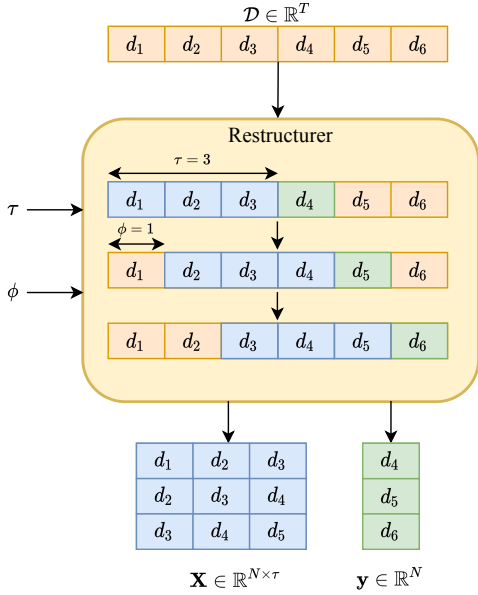 𝒟 ∈ ℝ^T
d₁ d₂ d₃ d₄ d₅ d₆
Restructurer
τ = 3
τ
d₁ d₂ d₃ d₄ d₅ d₆
ϕ = 1
d₁ d₂ d₃ d₄ d₅ d₆
ϕ
d₁ d₂ d₃ d₄ d₅ d₆
d₁ d₂ d₃
d₂ d₃ d₄
d₃ d₄ d₅
d₄
d₅
d₆
𝐗 ∈ ℝ^{N×τ}
𝐲 ∈ ℝ^N